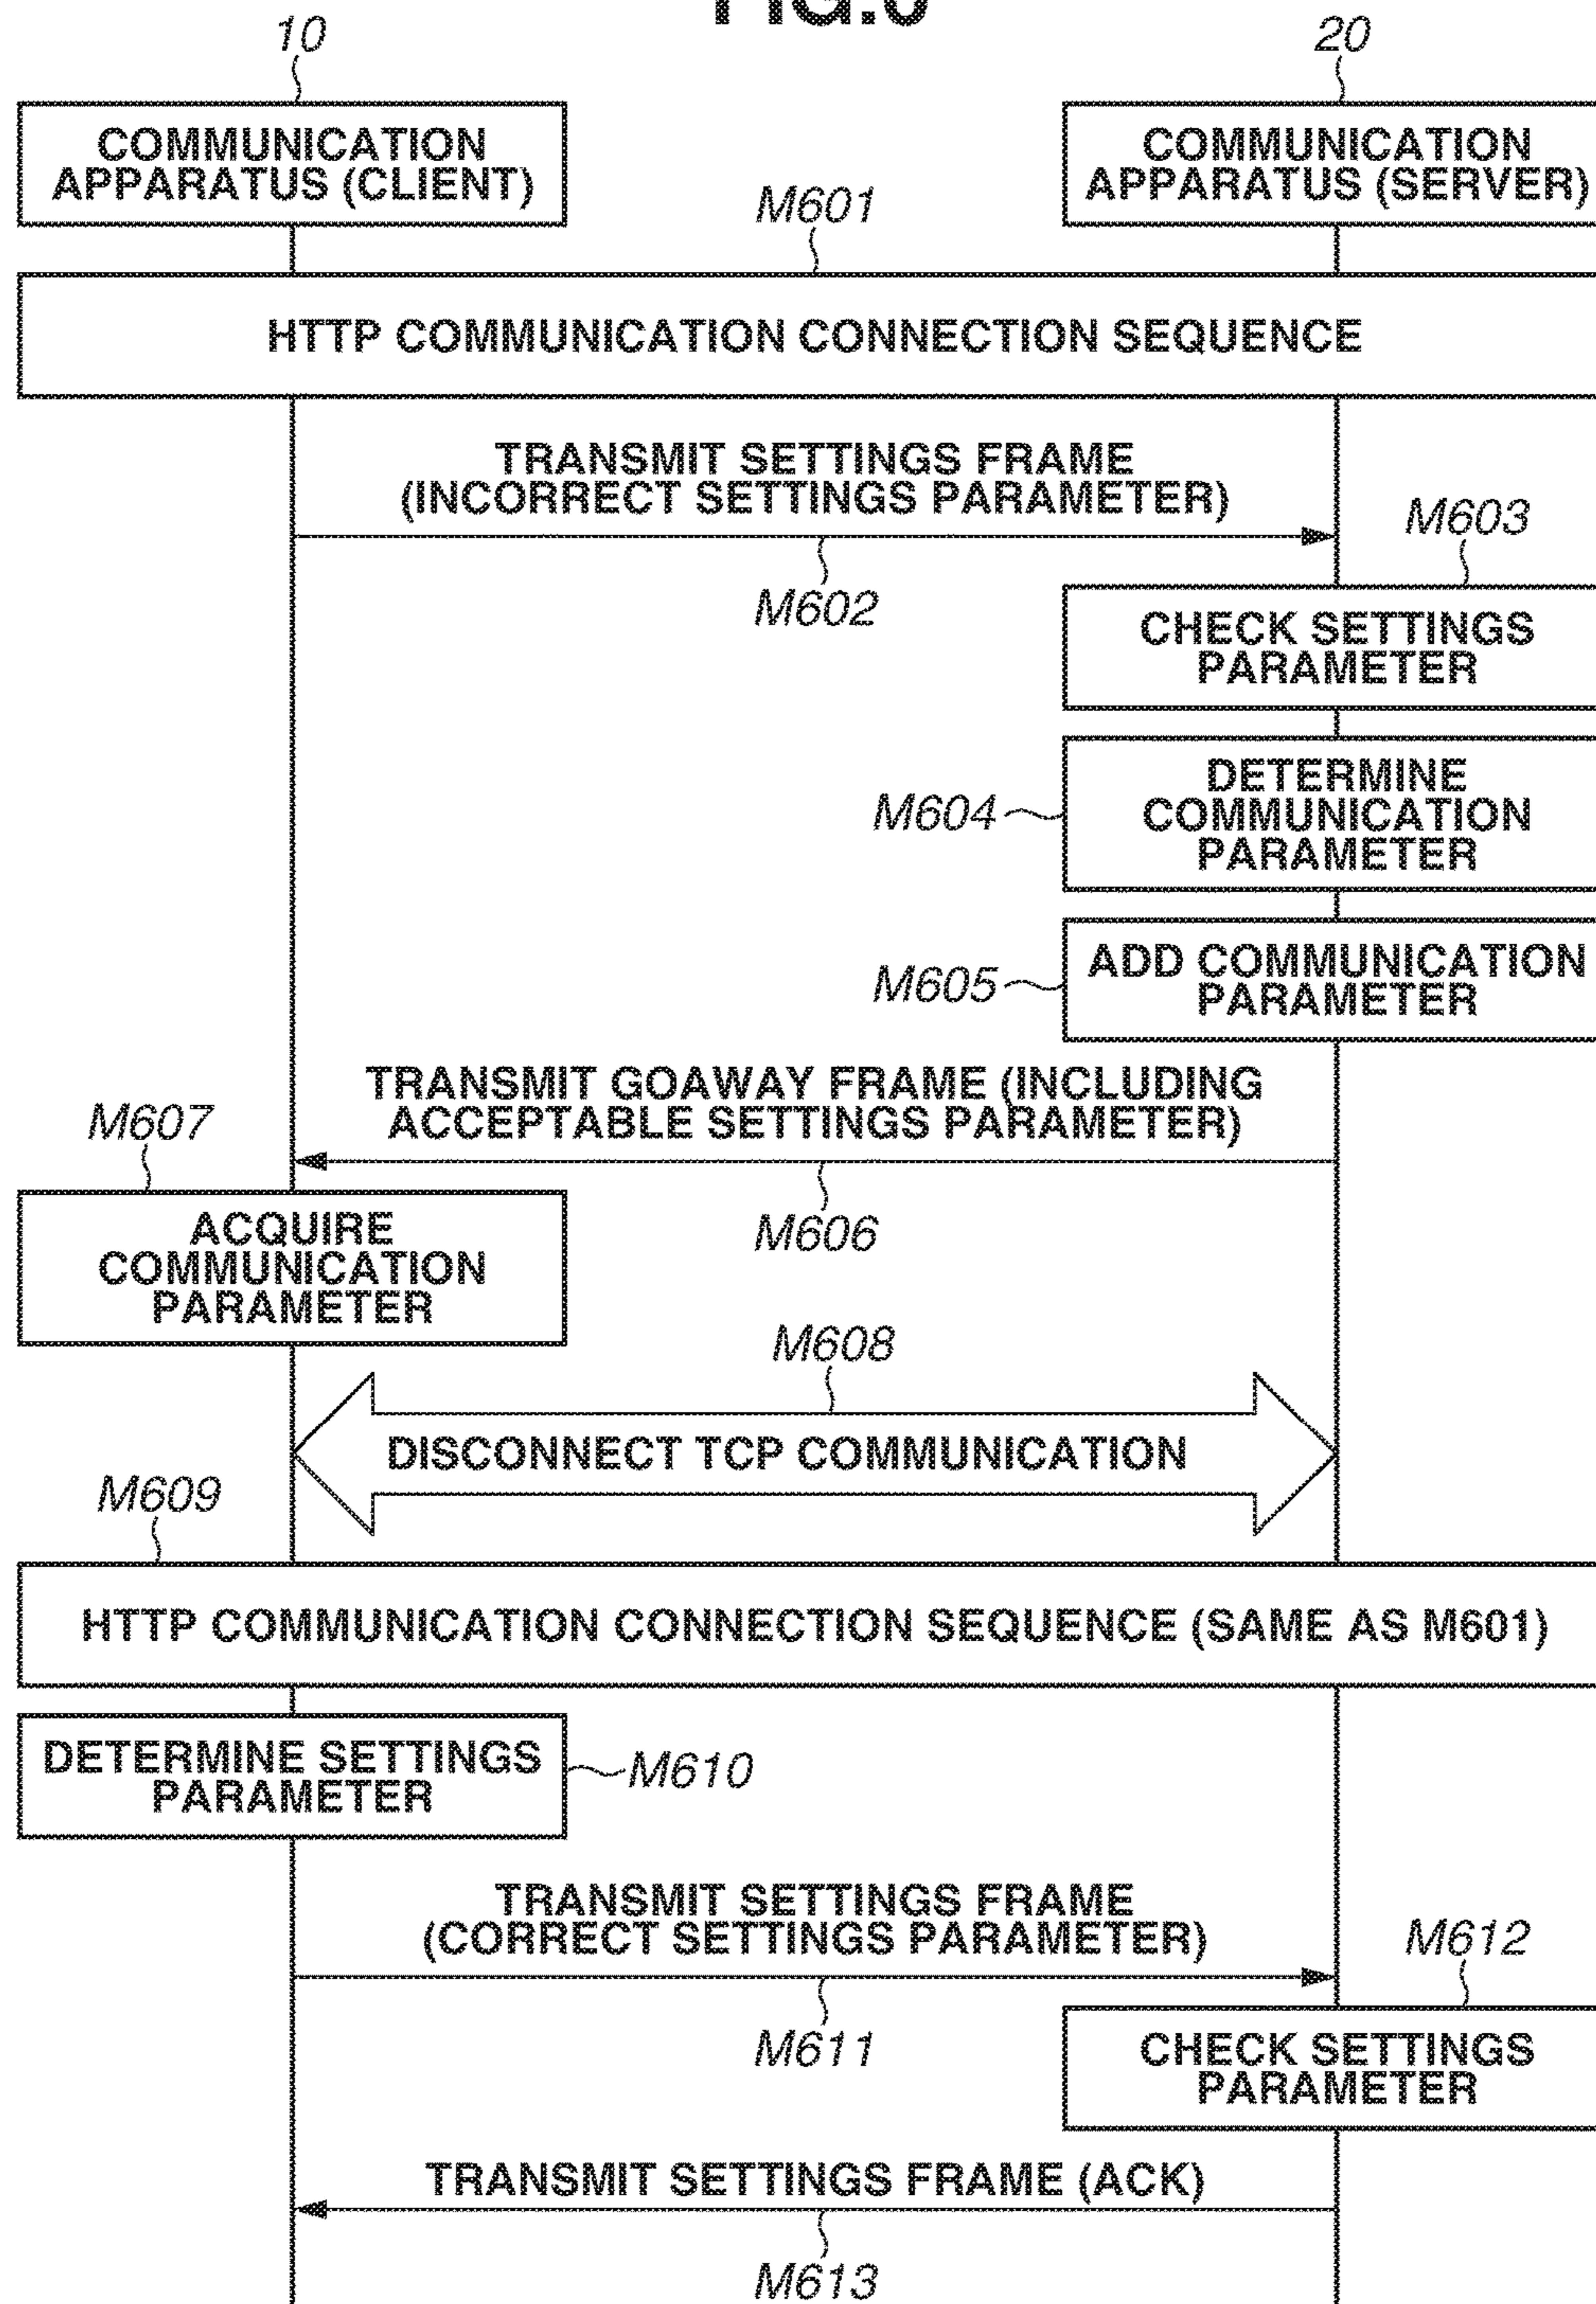 10
20
COMMUNICATION
APPARATUS (CLIENT)
COMMUNICATION
APPARATUS (SERVER)
M601
HTTP COMMUNICATION CONNECTION SEQUENCE
TRANSMIT SETTINGS FRAME
(INCORRECT SETTINGS PARAMETER)
M602
M603
CHECK SETTINGS
PARAMETER
M604
DETERMINE
COMMUNICATION
PARAMETER
M605
ADD COMMUNICATION
PARAMETER
TRANSMIT GOAWAY FRAME (INCLUDING
ACCEPTABLE SETTINGS PARAMETER)
M606
M607
ACQUIRE
COMMUNICATION
PARAMETER
M608
DISCONNECT TCP COMMUNICATION
M609
HTTP COMMUNICATION CONNECTION SEQUENCE (SAME AS M601)
DETERMINE SETTINGS
PARAMETER
M610
TRANSMIT SETTINGS FRAME
(CORRECT SETTINGS PARAMETER)
M611
M612
CHECK SETTINGS
PARAMETER
TRANSMIT SETTINGS FRAME (ACK)
M613